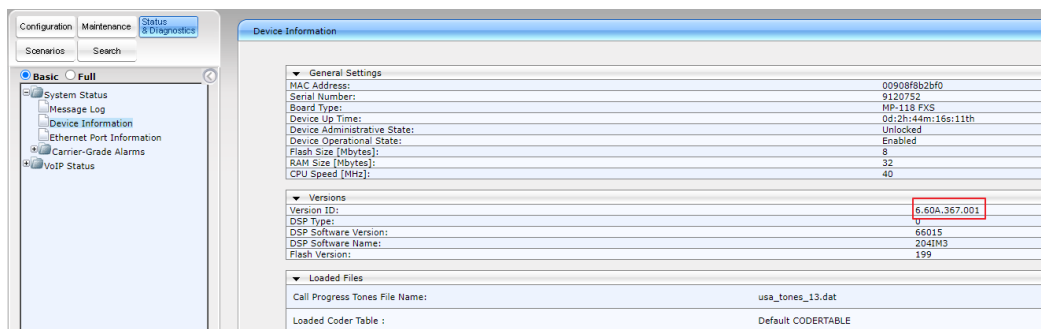 Configuration Maintenance Status & Diagnostics
Scenarios Search
Basic Full
System Status
Message Log
Device Information
Ethernet Port Information
Carrier-Grade Alarms
VoIP Status
Device Information
General Settings
MAC Address: 00908f8b2bf0
Serial Number: 9120752
Board Type: MP-118 FXS
Device Up Time: 0d:2h:44m:16s:11th
Device Administrative State: Unlocked
Device Operational State: Enabled
Flash Size [Mbytes]: 8
RAM Size [Mbytes]: 32
CPU Speed [MHz]: 40
Versions
Version ID: 6.60A.367.001
DSP Type: 0
DSP Software Version: 66015
DSP Software Name: 204IM3
Flash Version: 199
Loaded Files
Call Progress Tones File Name: usa_tones_13.dat
Loaded Coder Table : Default CODERTABLE